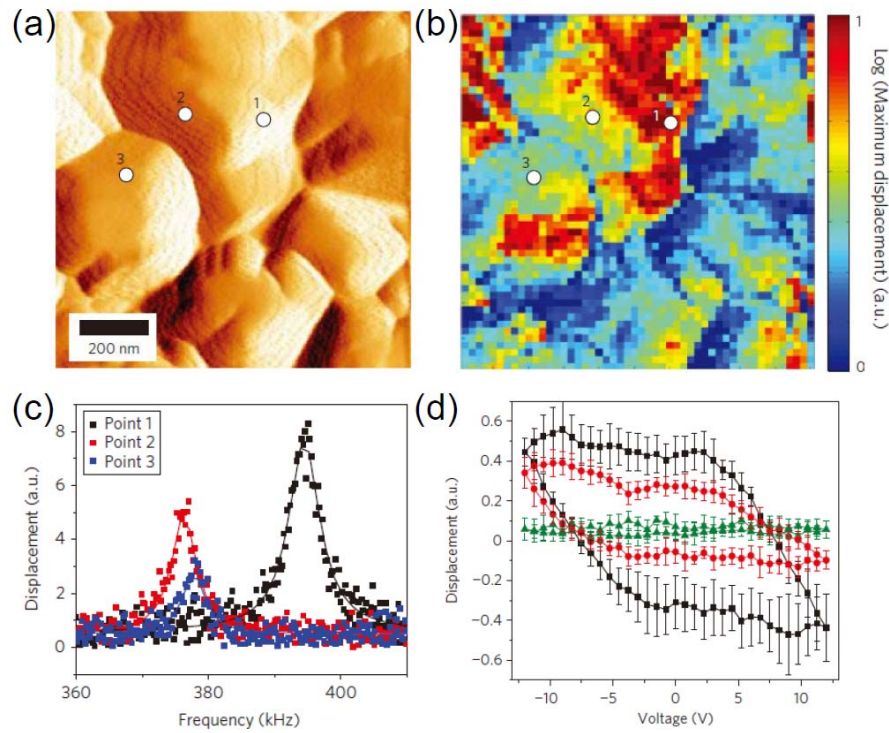 (a)
1
2
3
200 nm
(b)
1
2
3
1
0
Log (Maximum displacement) (a.u.)
(c)
Point 1
Point 2
Point 3
8
6
4
2
0
Displacement (a.u.)
360
380
400
Frequency (kHz)
(d)
0.6
0.4
0.2
0
−0.2
−0.4
−0.6
Displacement (a.u.)
−10
−5
0
5
10
Voltage (V)